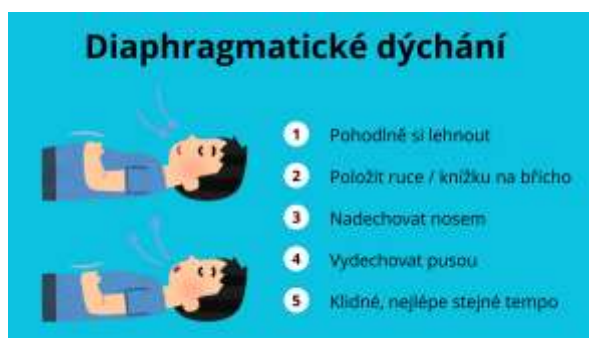 Diaphragmatické dýchání
1 Pohodlně si lehnout
2 Položit ruce / knížku na břicho
3 Nadechovat nosem
4 Vydechovat pusou
5 Klidné, nejlépe stejné tempo